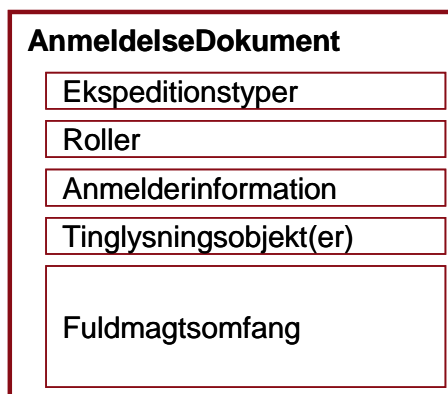 AnmeldelseDokument
Ekspeditionstyper
Roller
Anmelderinformation
Tinglysningsobjekt(er)
Fuldmagtsomfang